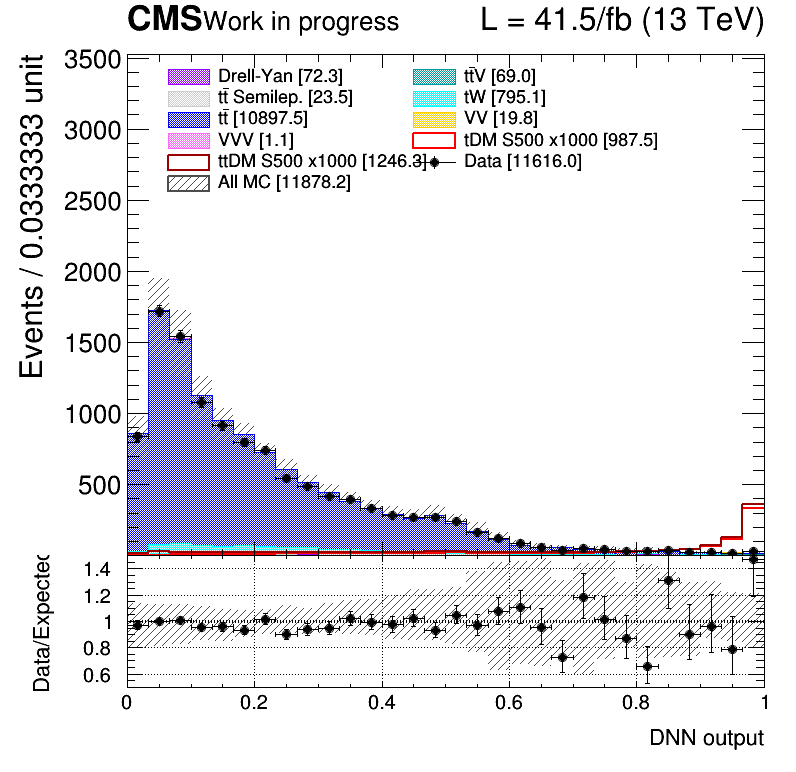 CMS Work in progress L = 41.5/fb (13 TeV)
Events / 0.0333333 unit
3500
3000
2500
2000
1500
1000
500
Drell-Yan [72.3]
tt̄ Semilep. [23.5]
tt̄ [10897.5]
VVV [1.1]
ttDM S500 x1000 [1246.3]
All MC [11878.2]
tt̄V [69.0]
tW [795.1]
VV [19.8]
tDM S500 x1000 [987.5]
Data [11616.0]
Data/Expected
1.4
1.2
1
0.8
0.6
0 0.2 0.4 0.6 0.8 1
DNN output